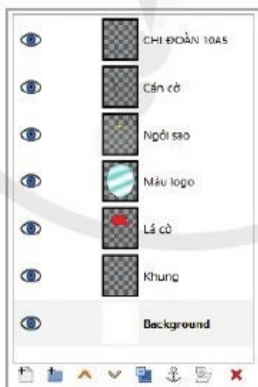 CHI ĐOÀN 10A5
Cán cờ
Ngôi sao
Màu logo
Lá cờ
Khung
Background